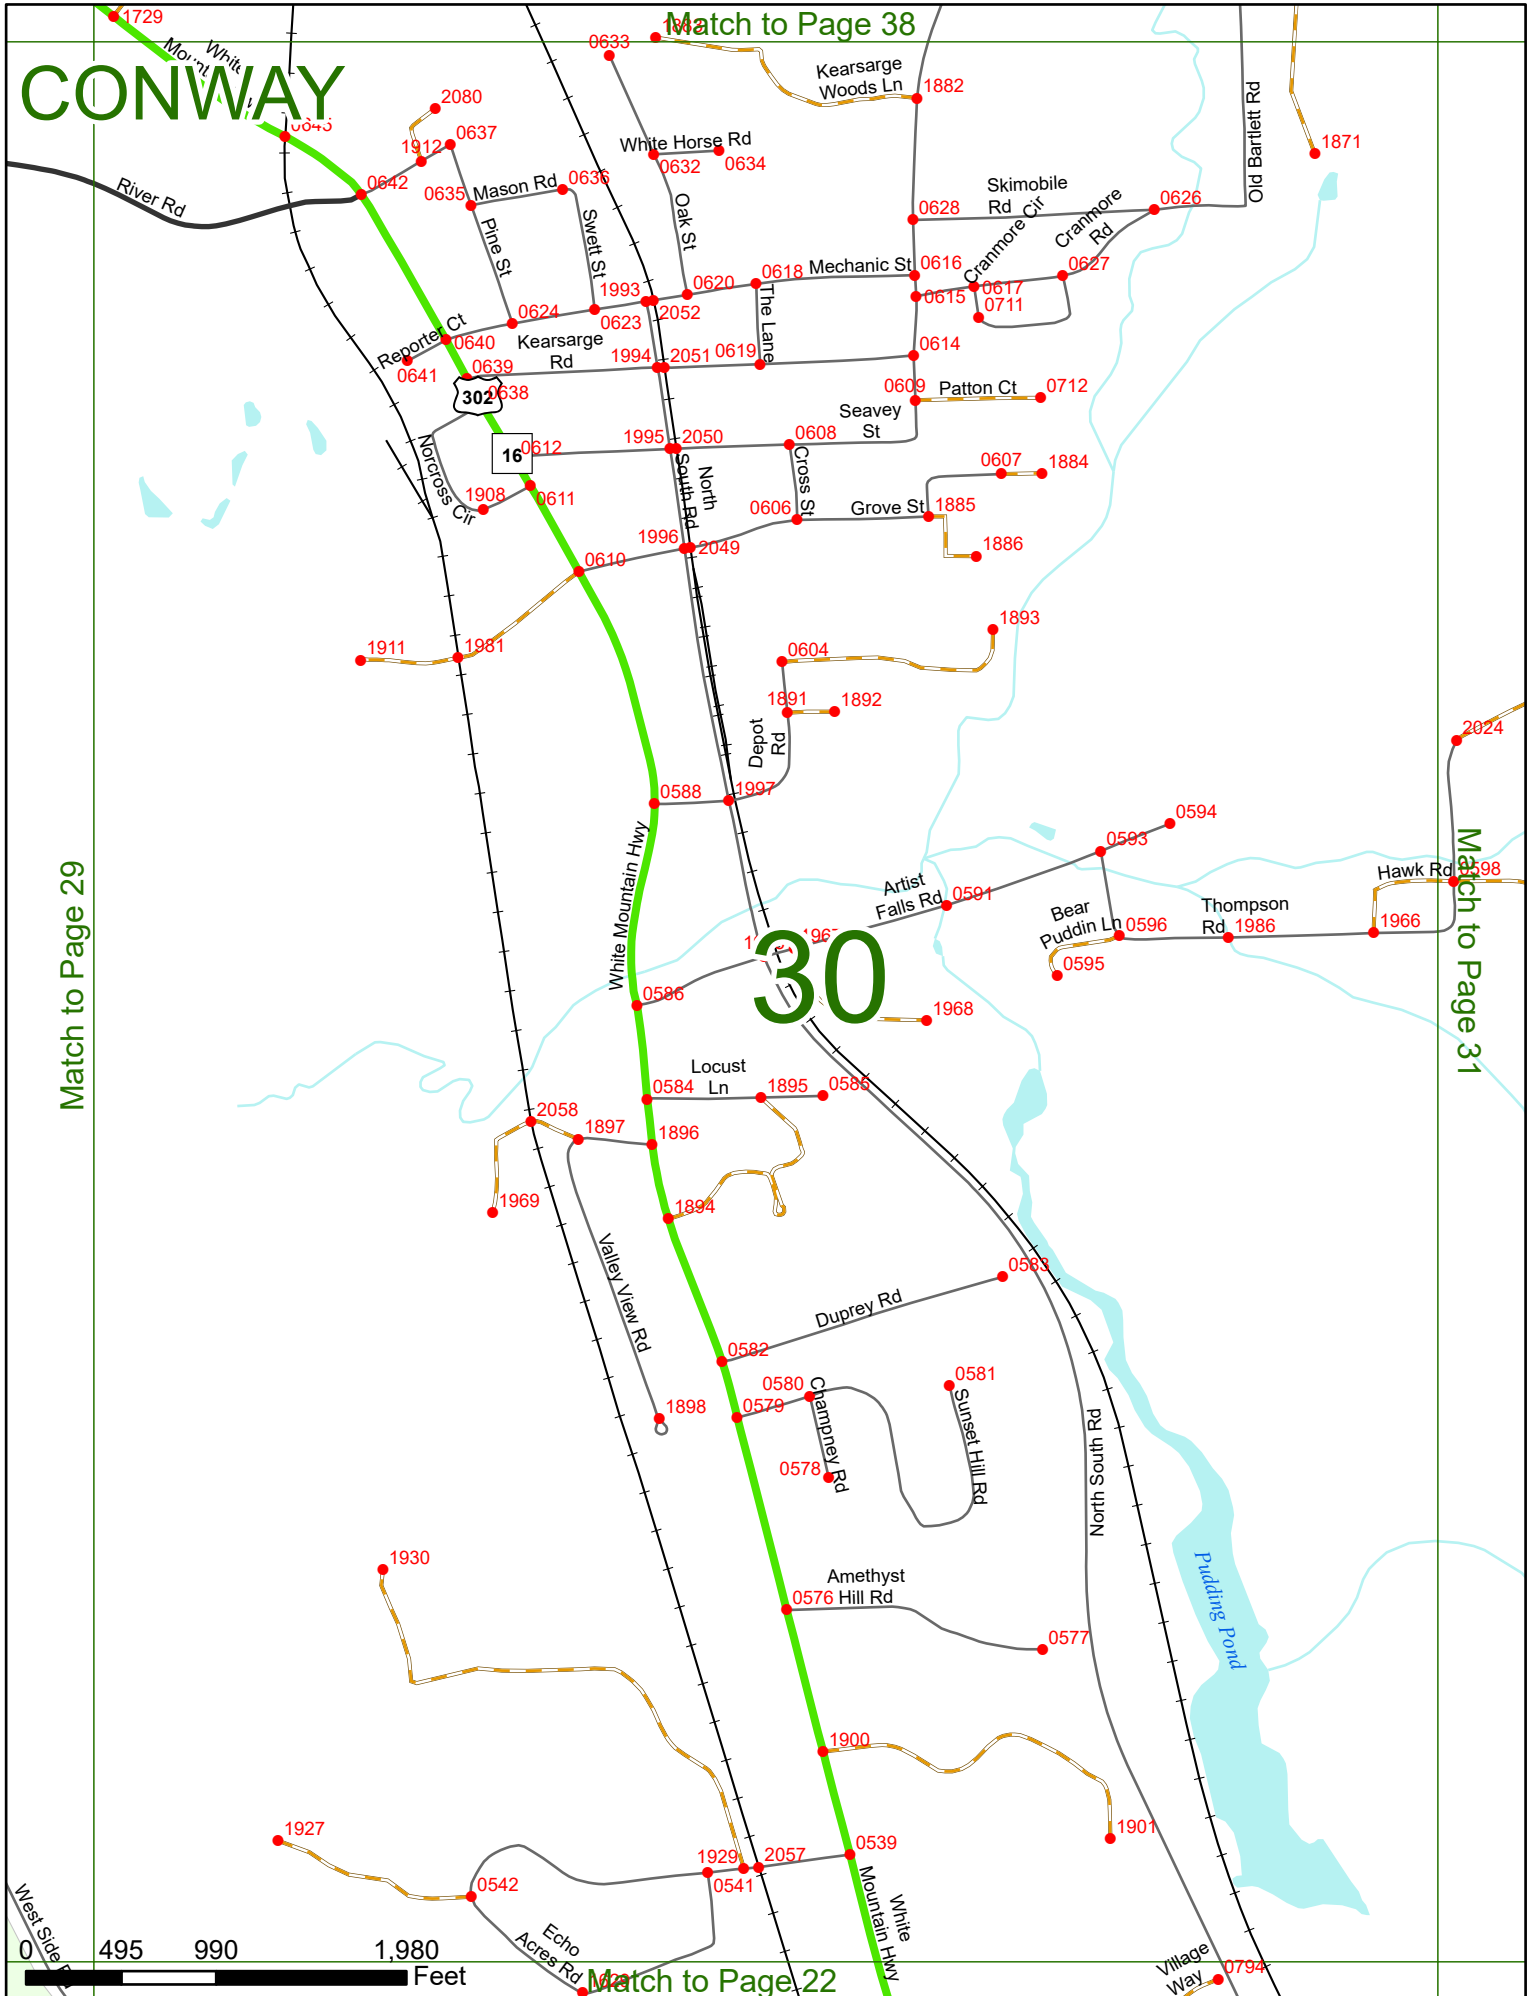 Match to Page 38
1729
0633
White
Mount
CONWAY
Kearsarge
Woods Ln
1882
2080
0637
1912
White Horse Rd
0632
0634
1871
Old Bartlett Rd
River Rd
0642
0635
Mason Rd
0636
Pine St
Swett St
Oak St
Skimobile
Rd
0628
0626
Cranmore Cir
Cranmore
Rd
0618
Mechanic St
0616
0627
0620
1993
2052
0615
0617
0711
0624
0623
The Lane
Reporter Ct
0640
0641
Kearsarge
Rd
1994
2051
0619
0614
0639
302
0638
0609
Patton Ct
0712
Seavey
St
16
0612
1995
2050
0608
Norcross Cir
1908
0611
North
South Rd
Cross St
0607
1884
0606
Grove St
1885
1996
2049
1886
0610
1911
1981
1893
0604
1891
1892
Depot
Rd
2024
0588
1997
0594
0593
White Mountain Hwy
Match to Page 29
Match to Page 31
Artist
Falls Rd
0591
Bear
Puddin Ln
0596
Thompson
Rd
1986
Hawk Rd
0598
1966
0595
30
0586
1968
Locust
Ln
0584
1895
0585
2058
1897
1896
1969
1894
Valley View Rd
0583
Duprey Rd
0582
0580
0581
0579
1898
Champney Rd
Sunset Hill Rd
0578
North South Rd
1930
Amethyst
Hill Rd
0576
0577
Pudding Pond
1900
1901
1927
0539
1929
2057
0541
0542
White
Mountain Hwy
Echo
Acres Rd
West Side
0
495
990
1,980
Feet
Match to Page 22
Village
Way
0794